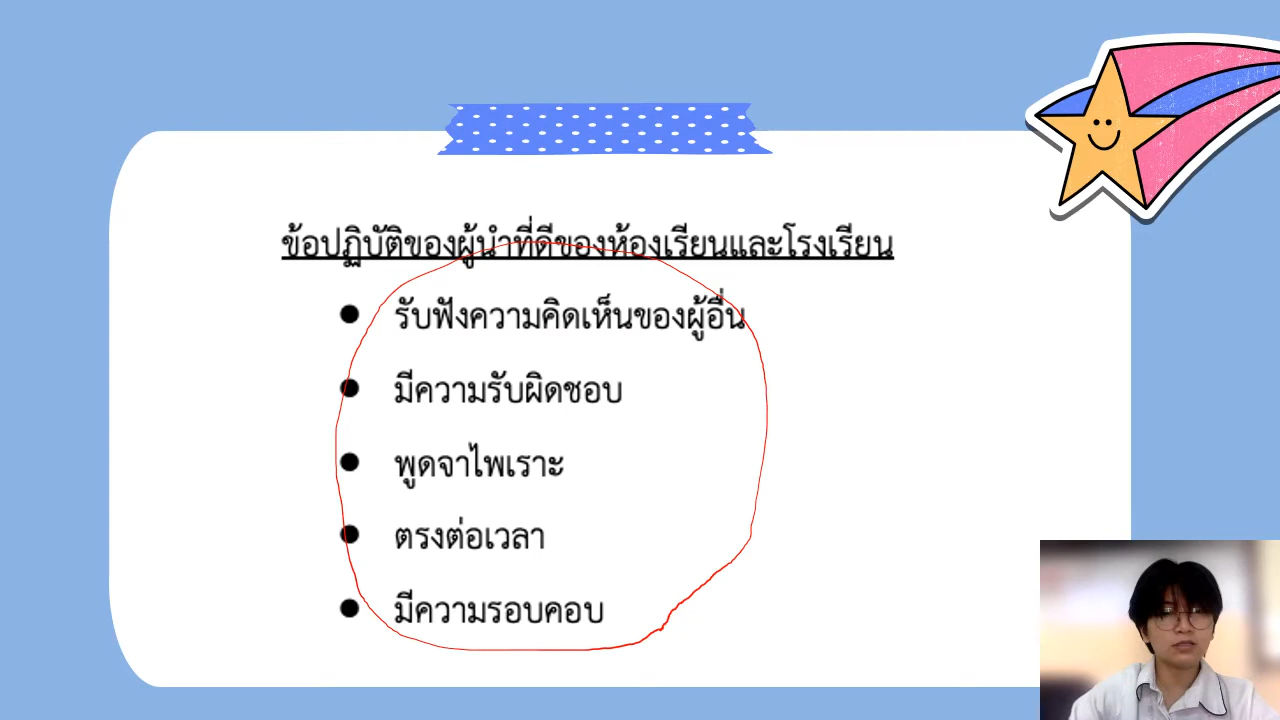 ข้อปฏิบัติของผู้นำที่ดีของห้องเรียนและโรงเรียน
● รับฟังความคิดเห็นของผู้อื่น
● มีความรับผิดชอบ
● พูดจาไพเราะ
● ตรงต่อเวลา
● มีความรอบคอบ